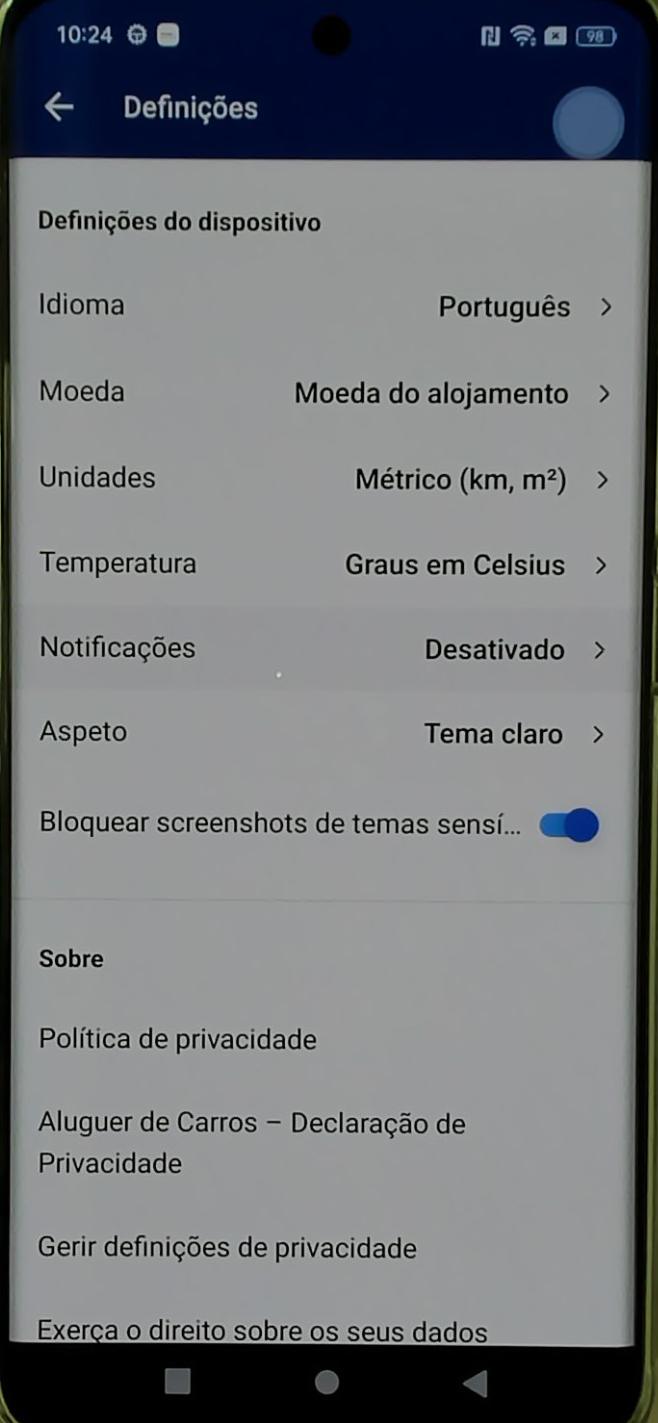 10:24
98
Definições
Definições do dispositivo
Idioma Português
Moeda Moeda do alojamento
Unidades Métrico (km, m²)
Temperatura Graus em Celsius
Notificações Desativado
Aspeto Tema claro
Bloquear screenshots de temas sensí...
Sobre
Política de privacidade
Aluguer de Carros – Declaração de
Privacidade
Gerir definições de privacidade
Exerça o direito sobre os seus dados